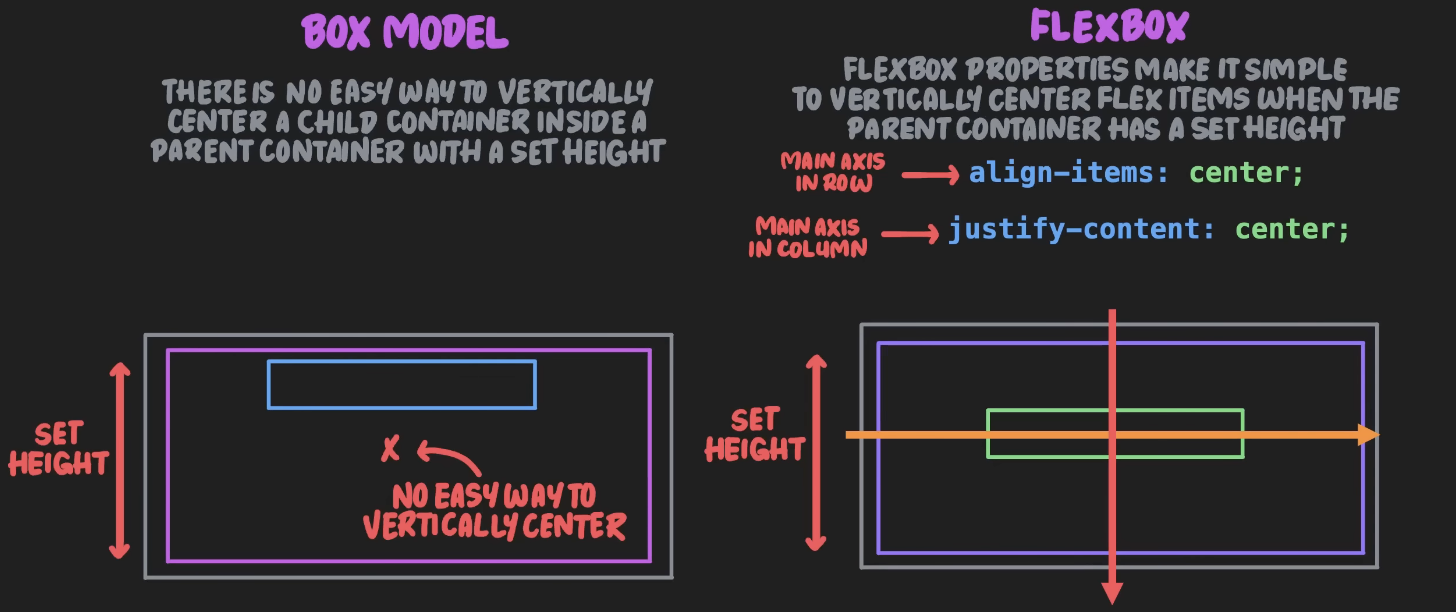 BOX MODEL
THERE IS NO EASY WAY TO VERTICALLY
CENTER A CHILD CONTAINER INSIDE A
PARENT CONTAINER WITH A SET HEIGHT
SET
HEIGHT
X
NO EASY WAY TO
VERTICALLY CENTER
FLEXBOX
FLEXBOX PROPERTIES MAKE IT SIMPLE
TO VERTICALLY CENTER FLEX ITEMS WHEN THE
PARENT CONTAINER HAS A SET HEIGHT
MAIN AXIS
IN ROW
align-items: center;
MAIN AXIS
IN COLUMN
justify-content: center;
SET
HEIGHT